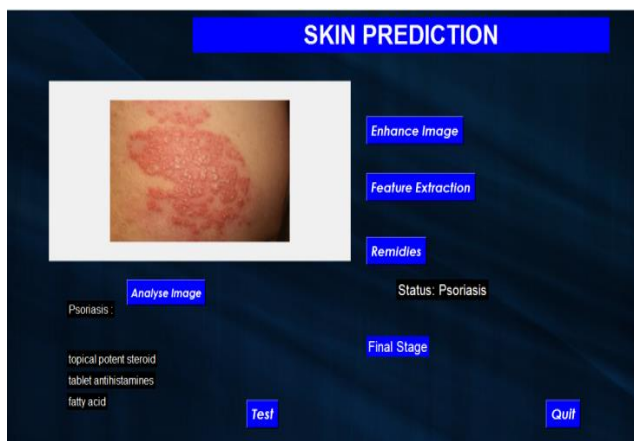 SKIN PREDICTION
Enhance Image
Feature Extraction
Remidies
Analyse Image
Status: Psoriasis
Psoriasis :
Final Stage
topical potent steroid
tablet antihistamines
fatty acid
Test
Quit